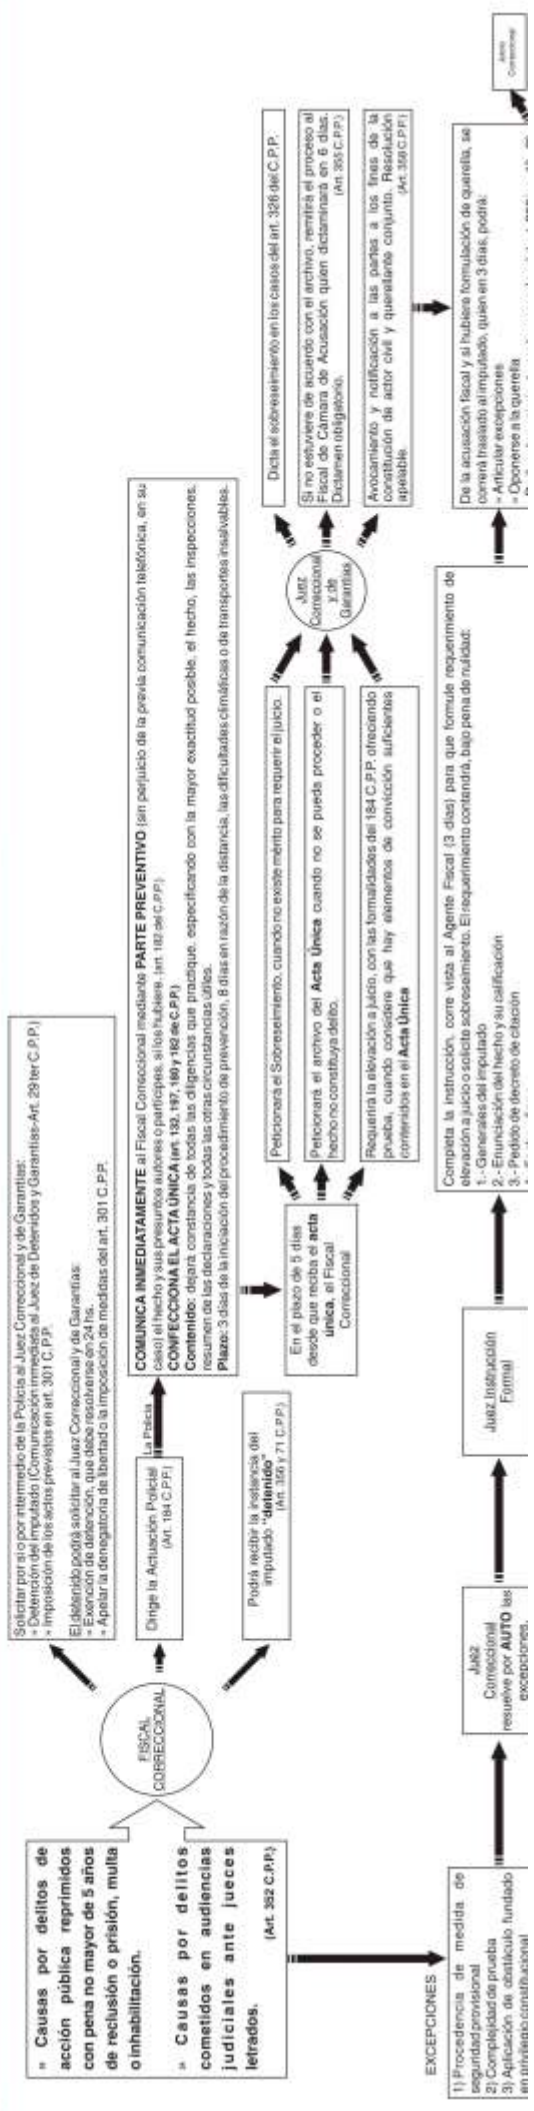 » Causas por delitos de
acción pública reprimidos
con pena no mayor de 5 años
de reclusión o prisión, multa
o inhabilitación.
» Causas por delitos
cometidos en audiencias
judiciales ante jueces
letrados.
(Art. 352 C.P.P.)
FISCAL
CORRECCIONAL
Solicitar por sí o por intermedio de la Policía al Juez Correccional y de Garantías:
» Detención del imputado (Comunicación inmediata al Juez de Detenidos y Garantías-Art. 29 ter C.P.P.)
» Imposición de los actos previstos en art. 301 C.P.P.
El detenido podrá solicitar al Juez Correccional y de Garantías:
» Exención de detención, que debe resolverse en 24 hs.
» Apelar la denegatoria de libertad o la imposición de medidas del art. 301 C.P.P.
Dirige la Actuación Policial
(Art. 184 C.P.P.)
La Policía
Podrá recibir la instancia del
imputado "detenido"
(Art. 356 y 71 C.P.P.)
COMUNICA INMEDIATAMENTE al Fiscal Correccional mediante PARTE PREVENTIVO (sin perjuicio de la previa comunicación telefónica, en su
caso) el hecho y sus presuntos autores o partícipes, si los hubiere. (art. 182 del C.P.P.)
CONFECCIONA EL ACTA ÚNICA (art. 132, 197, 180 y 182 de C.P.P.)
Contenido: dejará constancia de todas las diligencias que practique, especificando con la mayor exactitud posible, el hecho, las inspecciones,
resumen de las declaraciones y todas las otras circunstancias útiles.
Plazo: 3 días de la iniciación del procedimiento de prevención, 8 días en razón de la distancia, las dificultades climáticas o de transportes insalvables.
En el plazo de 5 días
desde que reciba el acta
única, el Fiscal
Correccional
Peticionará el Sobreseimiento, cuando no existe mérito para requerir el juicio.
Peticionará el archivo del Acta Única cuando no se pueda proceder o el
hecho no constituya delito.
Requerirá la elevación a juicio, con las formalidades del 184 C.P.P. ofreciendo
prueba, cuando considere que hay elementos de convicción suficientes
contenidos en el Acta Única
Juez
Correccional
y de
Garantías
Dicta el sobreseimiento en los casos del art. 326 del C.P.P.
Si no estuviere de acuerdo con el archivo, remitirá el proceso al
Fiscal de Cámara de Acusación quien dictaminará en 6 días.
Dictamen obligatorio.
(Art. 355 C.P.P.)
Avocamiento y notificación a las partes a los fines de la
constitución de actor civil y querellante conjunto. Resolución
apelable.
(Art. 358 C.P.P.)
EXCEPCIONES
1) Procedencia de medida de
seguridad provisional
2) Complejidad de prueba
3) Aplicación de obstáculo fundado
en privilegio constitucional
Juez
Correccional
resuelve por AUTO las
excepciones.
Juez Instrucción
Formal
Completa la instrucción, corre vista al Agente Fiscal (3 días) para que formule requerimiento de
elevación a juicio o solicite sobreseimiento. El requerimiento contendrá, bajo pena de nulidad:
1.- Generales del imputado
2.- Enunciación del hecho y su calificación
3.- Pedido de decreto de citación
De la acusación fiscal y si hubiere formulación de querella, se
correrá traslado al imputado, quien en 3 días, podrá:
» Articular excepciones
» Oponerse a la querella
Juicio
Correccional